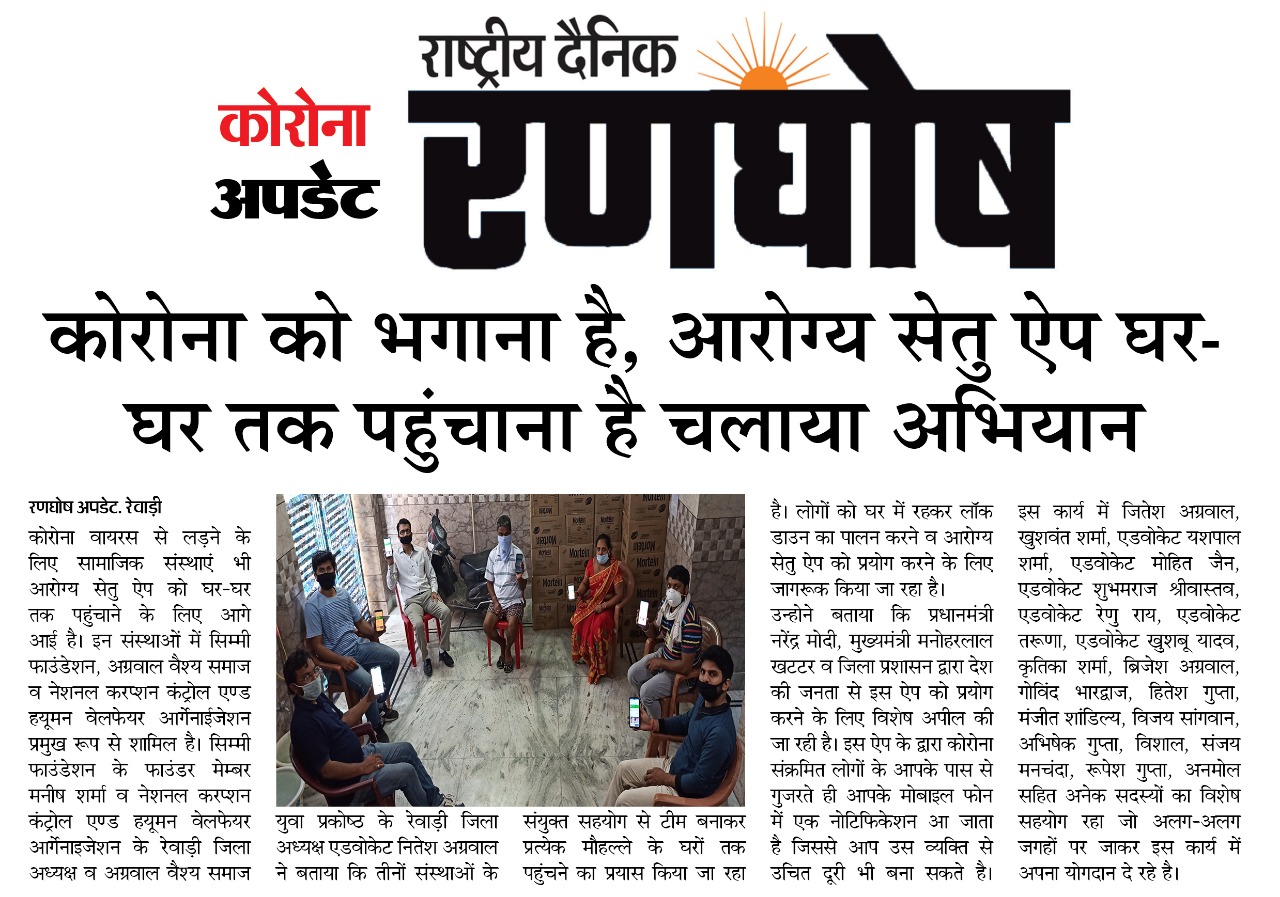 राष्ट्रीय दैनिक
कोरोना
अपडेट
रणघोष
कोरोना को भगाना है, आरोग्य सेतु ऐप घर-
घर तक पहुंचाना है चलाया अभियान
रणघोष अपडेट. रेवाड़ी
कोरोना वायरस से लड़ने के
लिए सामाजिक संस्थाएं भी
आरोग्य सेतु ऐप को घर-घर
तक पहुंचाने के लिए आगे
आई है। इन संस्थाओं में सिम्मी
फाउंडेशन, अग्रवाल वैश्य समाज
व नेशनल करप्शन कंट्रोल एण्ड
हयूमन वेलफेयर आर्गेनाईजेशन
प्रमुख रूप से शामिल है। सिम्मी
फाउंडेशन के फाउंडर मेम्बर
मनीष शर्मा व नेशनल करप्शन
कंट्रोल एण्ड हयूमन वेलफेयर
आर्गेनाइजेशन के रेवाड़ी जिला
अध्यक्ष व अग्रवाल वैश्य समाज
Mortein
Mortein
Mortein
युवा प्रकोष्ठ के रेवाड़ी जिला
अध्यक्ष एडवोकेट नितेश अग्रवाल
ने बताया कि तीनों संस्थाओं के
संयुक्त सहयोग से टीम बनाकर
प्रत्येक मौहल्ले के घरों तक
पहुंचने का प्रयास किया जा रहा
है। लोगों को घर में रहकर लॉक
डाउन का पालन करने व आरोग्य
सेतु ऐप को प्रयोग करने के लिए
जागरूक किया जा रहा है।
उन्होने बताया कि प्रधानमंत्री
नरेंद्र मोदी, मुख्यमंत्री मनोहरलाल
खटटर व जिला प्रशासन द्वारा देश
की जनता से इस ऐप को प्रयोग
करने के लिए विशेष अपील की
जा रही है। इस ऐप के द्वारा कोरोना
संक्रमित लोगों के आपके पास से
गुजरते ही आपके मोबाइल फोन
में एक नोटिफिकेशन आ जाता
है जिससे आप उस व्यक्ति से
उचित दूरी भी बना सकते है।
इस कार्य में जितेश अग्रवाल,
खुशवंत शर्मा, एडवोकेट यशपाल
शर्मा, एडवोकेट मोहित जैन,
एडवोकेट शुभमराज श्रीवास्तव,
एडवोकेट रेणु राय, एडवोकेट
तरूणा, एडवोकेट खुशबू यादव,
कृतिका शर्मा, ब्रिजेश अग्रवाल,
गोविंद भारद्वाज, हितेश गुप्ता,
मंजीत शांडिल्य, विजय सांगवान,
अभिषेक गुप्ता, विशाल, संजय
मनचंदा, रूपेश गुप्ता, अनमोल
सहित अनेक सदस्यों का विशेष
सहयोग रहा जो अलग-अलग
जगहों पर जाकर इस कार्य में
अपना योगदान दे रहे है।